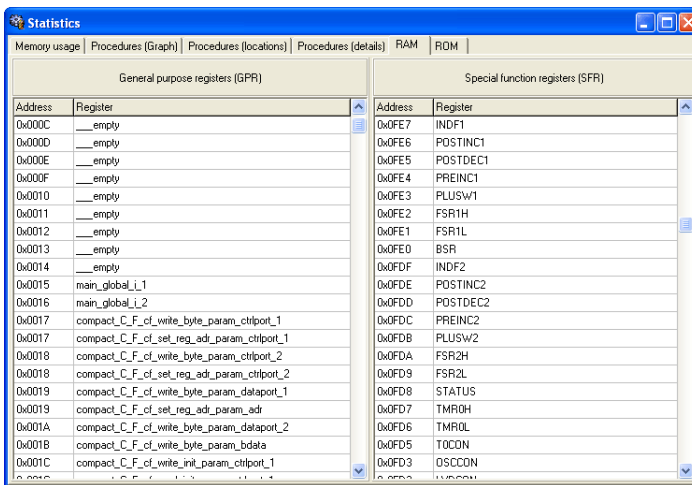 Statistics
Memory usage Procedures (Graph) Procedures (locations) Procedures (details) RAM ROM
General purpose registers (GPR)
Address Register
0x000C ___empty
0x000D ___empty
0x000E ___empty
0x000F ___empty
0x0010 ___empty
0x0011 ___empty
0x0012 ___empty
0x0013 ___empty
0x0014 ___empty
0x0015 main_global_i_1
0x0016 main_global_i_2
0x0017 compact_C_F_cf_write_byte_param_ctrlport_1
0x0017 compact_C_F_cf_set_reg_adr_param_ctrlport_1
0x0018 compact_C_F_cf_write_byte_param_ctrlport_2
0x0018 compact_C_F_cf_set_reg_adr_param_ctrlport_2
0x0019 compact_C_F_cf_write_byte_param_dataport_1
0x0019 compact_C_F_cf_set_reg_adr_param_adr
0x001A compact_C_F_cf_write_byte_param_dataport_2
0x001B compact_C_F_cf_write_byte_param_bdata
0x001C compact_C_F_cf_write_init_param_ctrlport_1
Special function registers (SFR)
Address Register
0x0FE7 INDF1
0x0FE6 POSTINC1
0x0FE5 POSTDEC1
0x0FE4 PREINC1
0x0FE3 PLUSW1
0x0FE2 FSR1H
0x0FE1 FSR1L
0x0FE0 BSR
0x0FDF INDF2
0x0FDE POSTINC2
0x0FDD POSTDEC2
0x0FDC PREINC2
0x0FDB PLUSW2
0x0FDA FSR2H
0x0FD9 FSR2L
0x0FD8 STATUS
0x0FD7 TMR0H
0x0FD6 TMR0L
0x0FD5 T0CON
0x0FD3 OSCCON